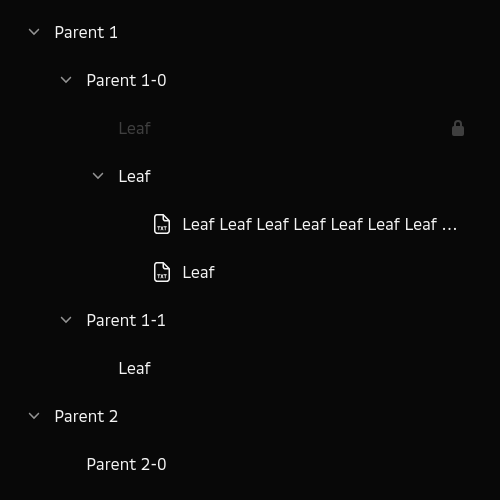 Parent 1
Parent 1-0
Leaf
Leaf
TXT Leaf Leaf Leaf Leaf Leaf Leaf Leaf ...
TXT Leaf
Parent 1-1
Leaf
Parent 2
Parent 2-0